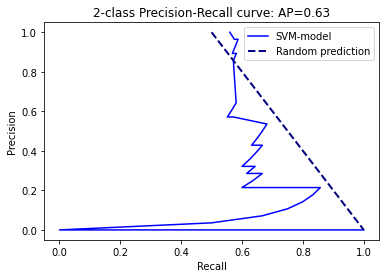 2-class Precision-Recall curve: AP=0.63
SVM-model
Random prediction
Precision
1.0
0.8
0.6
0.4
0.2
0.0
0.0 0.2 0.4 0.6 0.8 1.0
Recall